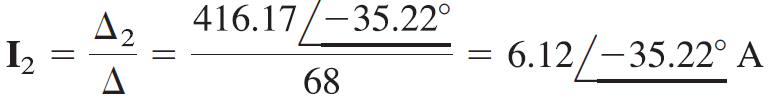 I₂ = Δ₂/Δ = 416.17∠−35.22°/68 = 6.12∠−35.22° A